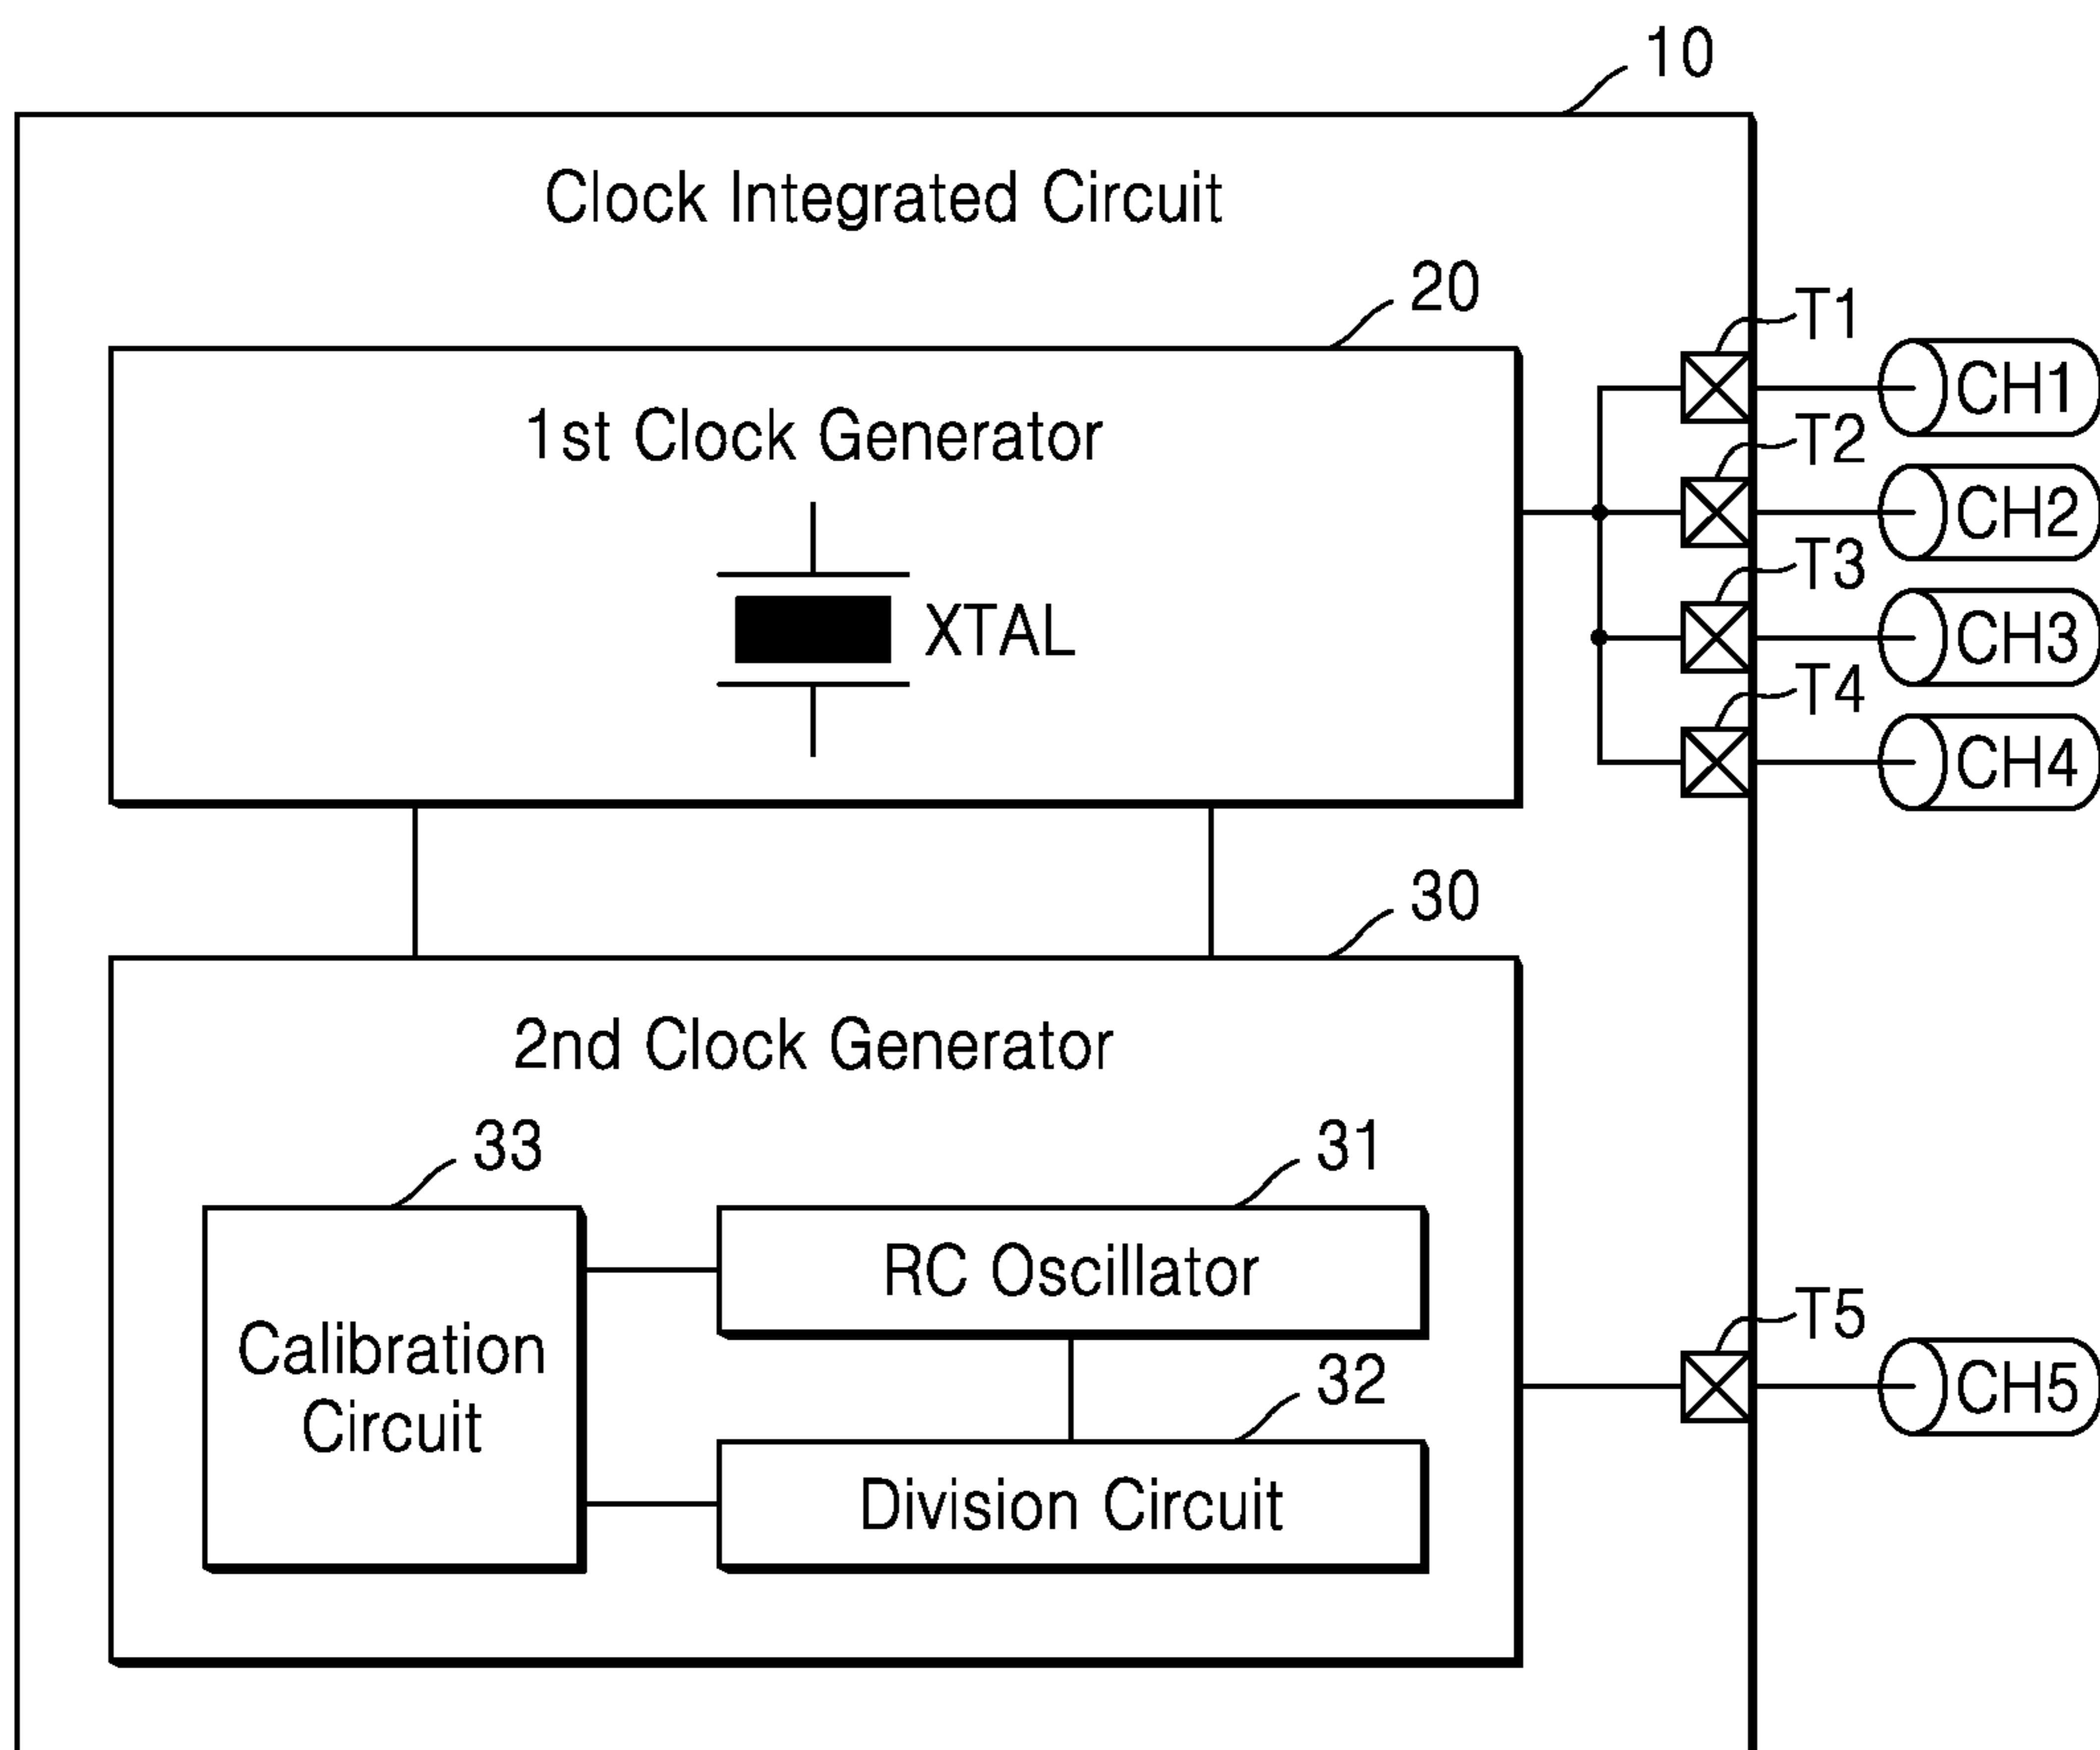 10
Clock Integrated Circuit
20
T1
CH1
1st Clock Generator
T2
CH2
T3
XTAL
CH3
T4
CH4
30
2nd Clock Generator
33
31
RC Oscillator
Calibration
Circuit
T5
32
CH5
Division Circuit